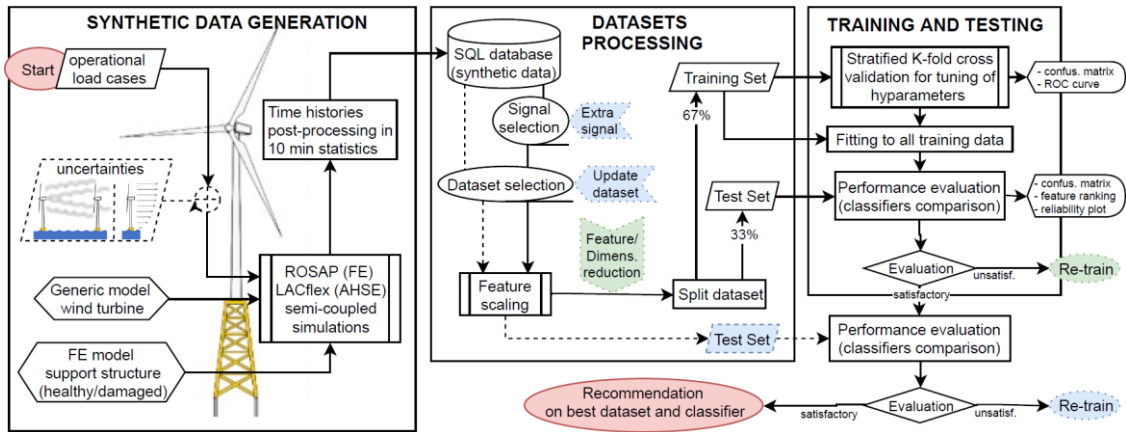 SYNTHETIC DATA GENERATION
Start
operational
load cases
Time histories
post-processing in
10 min statistics
uncertainties
ROSAP (FE)
LACflex (AHSE)
semi-coupled
simulations
Generic model
wind turbine
FE model
support structure
(healthy/damaged)
DATASETS
PROCESSING
SQL database
(synthetic data)
Signal
selection
Extra
signal
Dataset selection
Update
dataset
Feature/
Dimens.
reduction
Feature
scaling
Split dataset
67%
33%
Training Set
Test Set
Test Set
TRAINING AND TESTING
Stratified K-fold cross
validation for tuning of
hyparameters
- confus. matrix
- ROC curve
Fitting to all training data
Performance evaluation
(classifiers comparison)
- confus. matrix
- feature ranking
- reliability plot
Evaluation
unsatisf.
Re-train
satisfactory
Performance evaluation
(classifiers comparison)
Evaluation
unsatisf.
Re-train
satisfactory
Recommendation
on best dataset and classifier